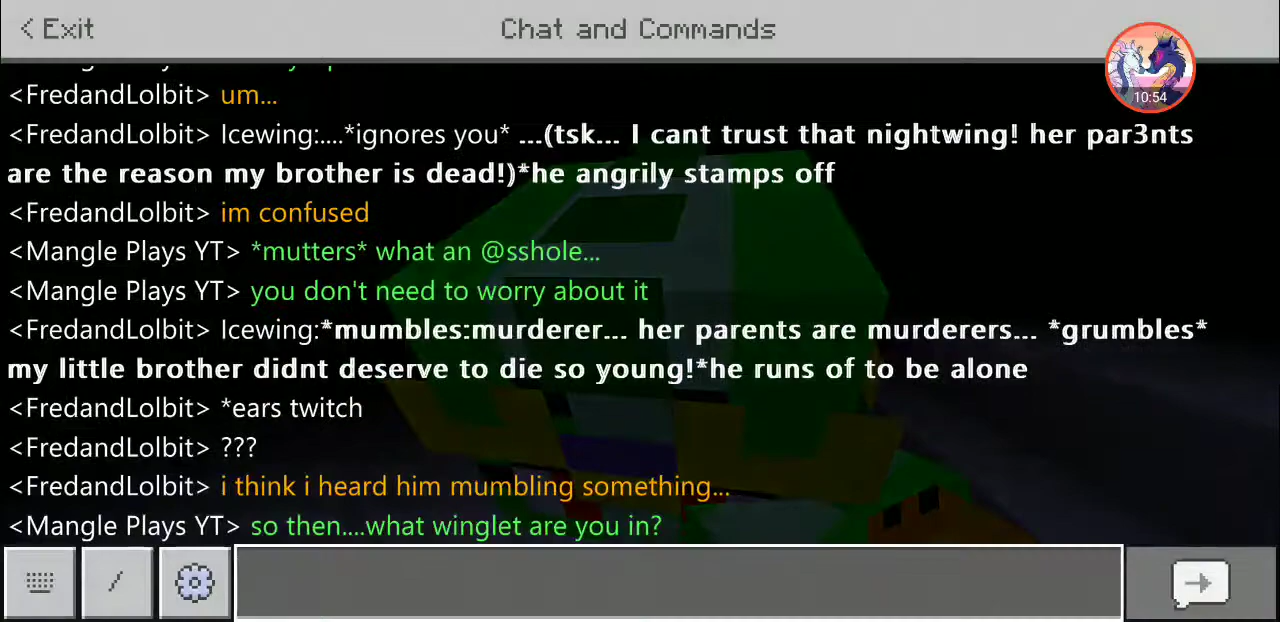 < Exit
Chat and Commands
10:54
<FredandLolbit> um...
<FredandLolbit> Icewing:....*ignores you* ...(tsk... I cant trust that nightwing! her par3nts
are the reason my brother is dead!)*he angrily stamps off
<FredandLolbit> im confused
<Mangle Plays YT> *mutters* what an @sshole...
<Mangle Plays YT> you don't need to worry about it
<FredandLolbit> Icewing:*mumbles:murderer... her parents are murderers... *grumbles*
my little brother didnt deserve to die so young!*he runs of to be alone
<FredandLolbit> *ears twitch
<FredandLolbit> ???
<FredandLolbit> i think i heard him mumbling something...
<Mangle Plays YT> so then....what winglet are you in?
/